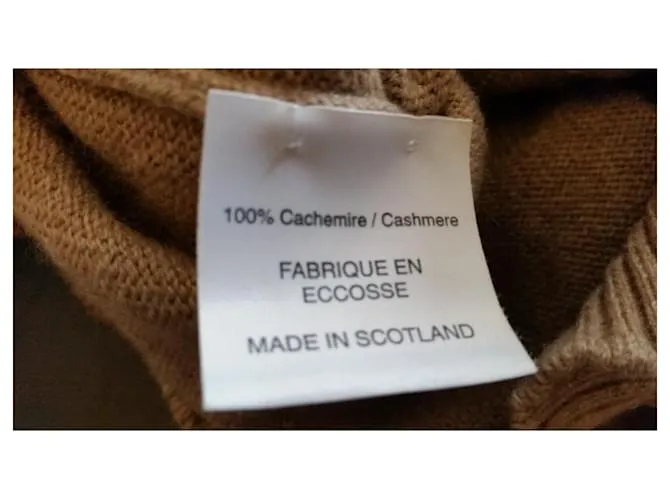 100% Cachemire / Cashmere
FABRIQUE EN
ECCOSSE
MADE IN SCOTLAND